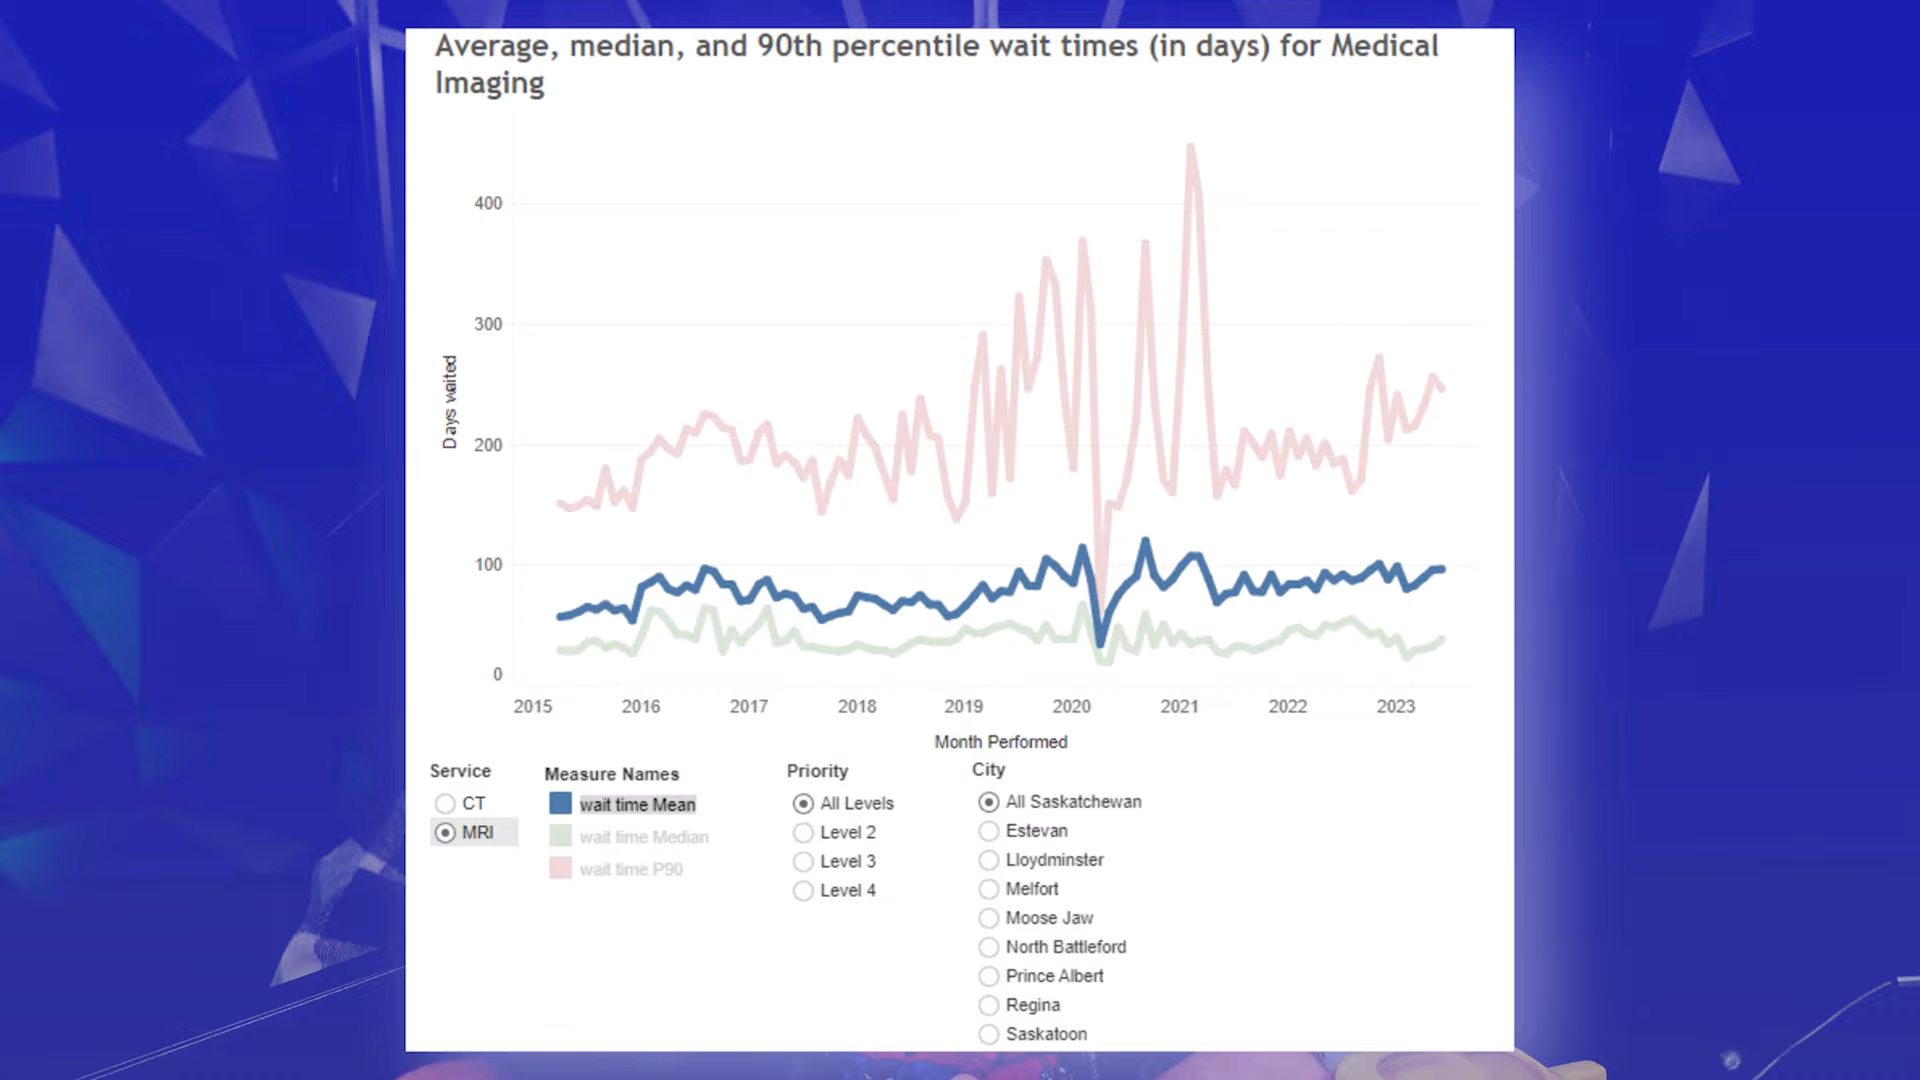 Average, median, and 90th percentile wait times (in days) for Medical
Imaging
400
300
200
100
0
Days waited
2015 2016 2017 2018 2019 2020 2021 2022 2023
Month Performed
Service
CT
MRI
Measure Names
wait time Mean
wait time Median
wait time P90
Priority
All Levels
Level 2
Level 3
Level 4
City
All Saskatchewan
Estevan
Lloydminster
Melfort
Moose Jaw
North Battleford
Prince Albert
Regina
Saskatoon